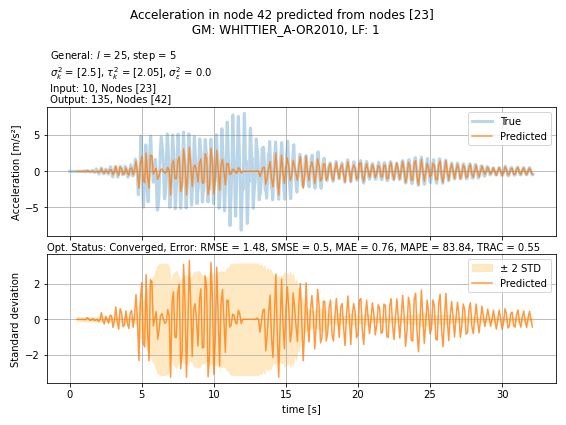 Acceleration in node 42 predicted from nodes [23]
GM: WHITTIER_A-OR2010, LF: 1
General: l = 25, step = 5
σ²ₖ = [2.5], τ²ₖ = [2.05], σ²ε = 0.0
Input: 10, Nodes [23]
Output: 135, Nodes [42]
Acceleration [m/s²]
5
0
−5
True
Predicted
Opt. Status: Converged, Error: RMSE = 1.48, SMSE = 0.5, MAE = 0.76, MAPE = 83.84, TRAC = 0.55
Standard deviation
2
0
−2
± 2 STD
Predicted
0 5 10 15 20 25 30
time [s]